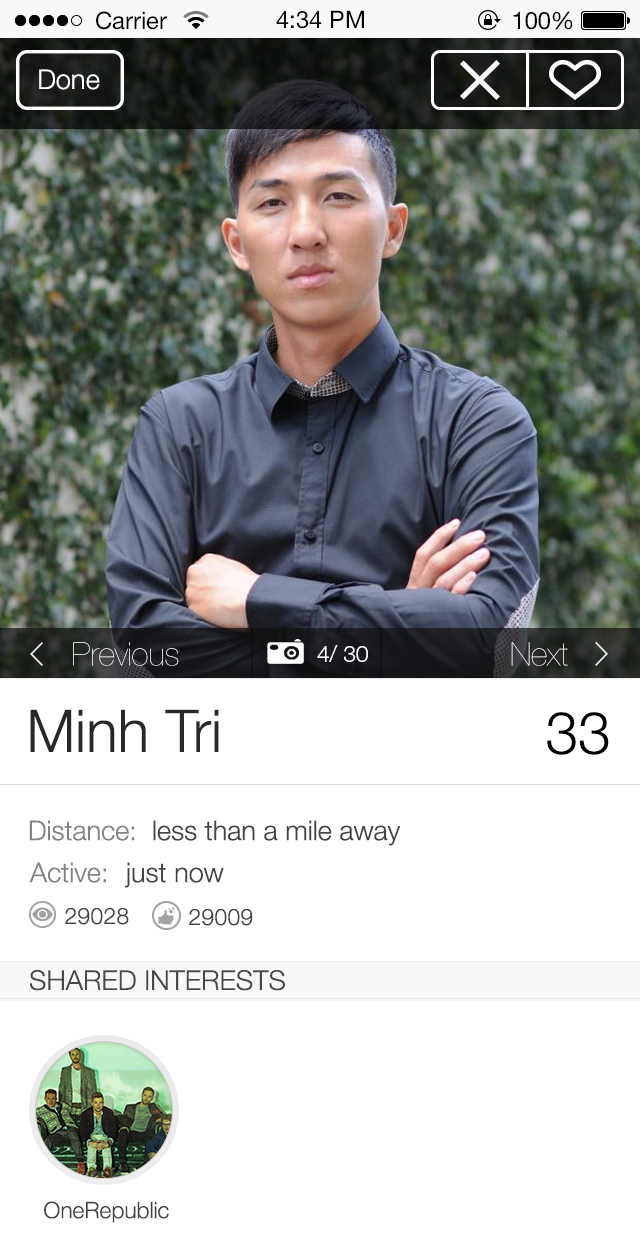 Carrier 4:34 PM 100%
Done
Previous 4/ 30 Next
Minh Tri 33
Distance: less than a mile away
Active: just now
29028 29009
SHARED INTERESTS
OneRepublic